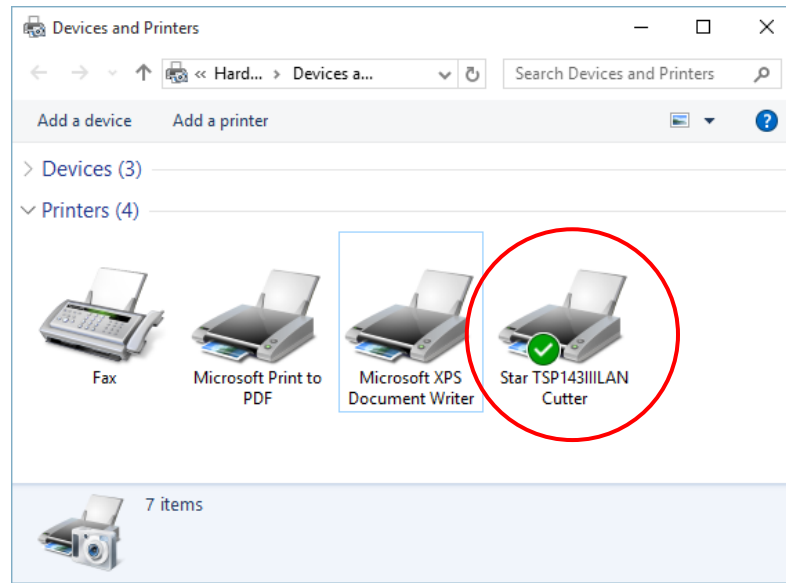 Devices and Printers
« Hard... > Devices a...
Search Devices and Printers
Add a device
Add a printer
Devices (3)
Printers (4)
Fax
Microsoft Print to
PDF
Microsoft XPS
Document Writer
Star TSP143IIILAN
Cutter
7 items